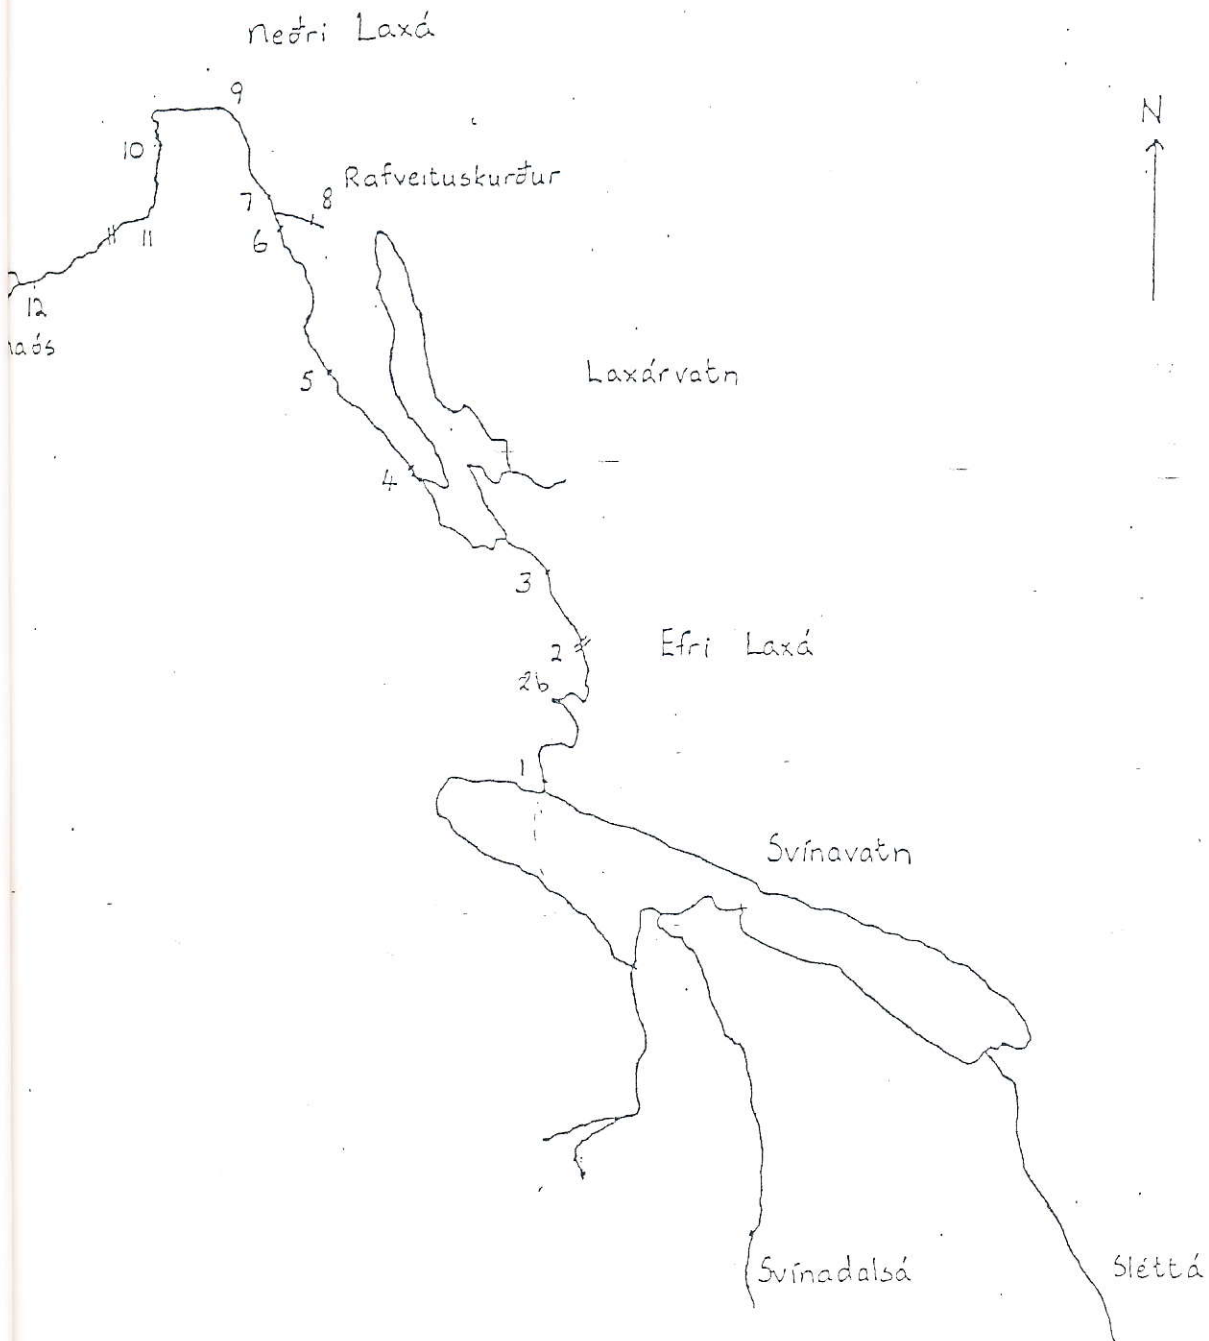 Neðri Laxá
9
N
10
Rafveituskurður
7
8
6
11
12
Laxárvatn
5
4
3
Efri Laxá
2
2b
1
Svínavatn
Svínadalsá
Sléttá